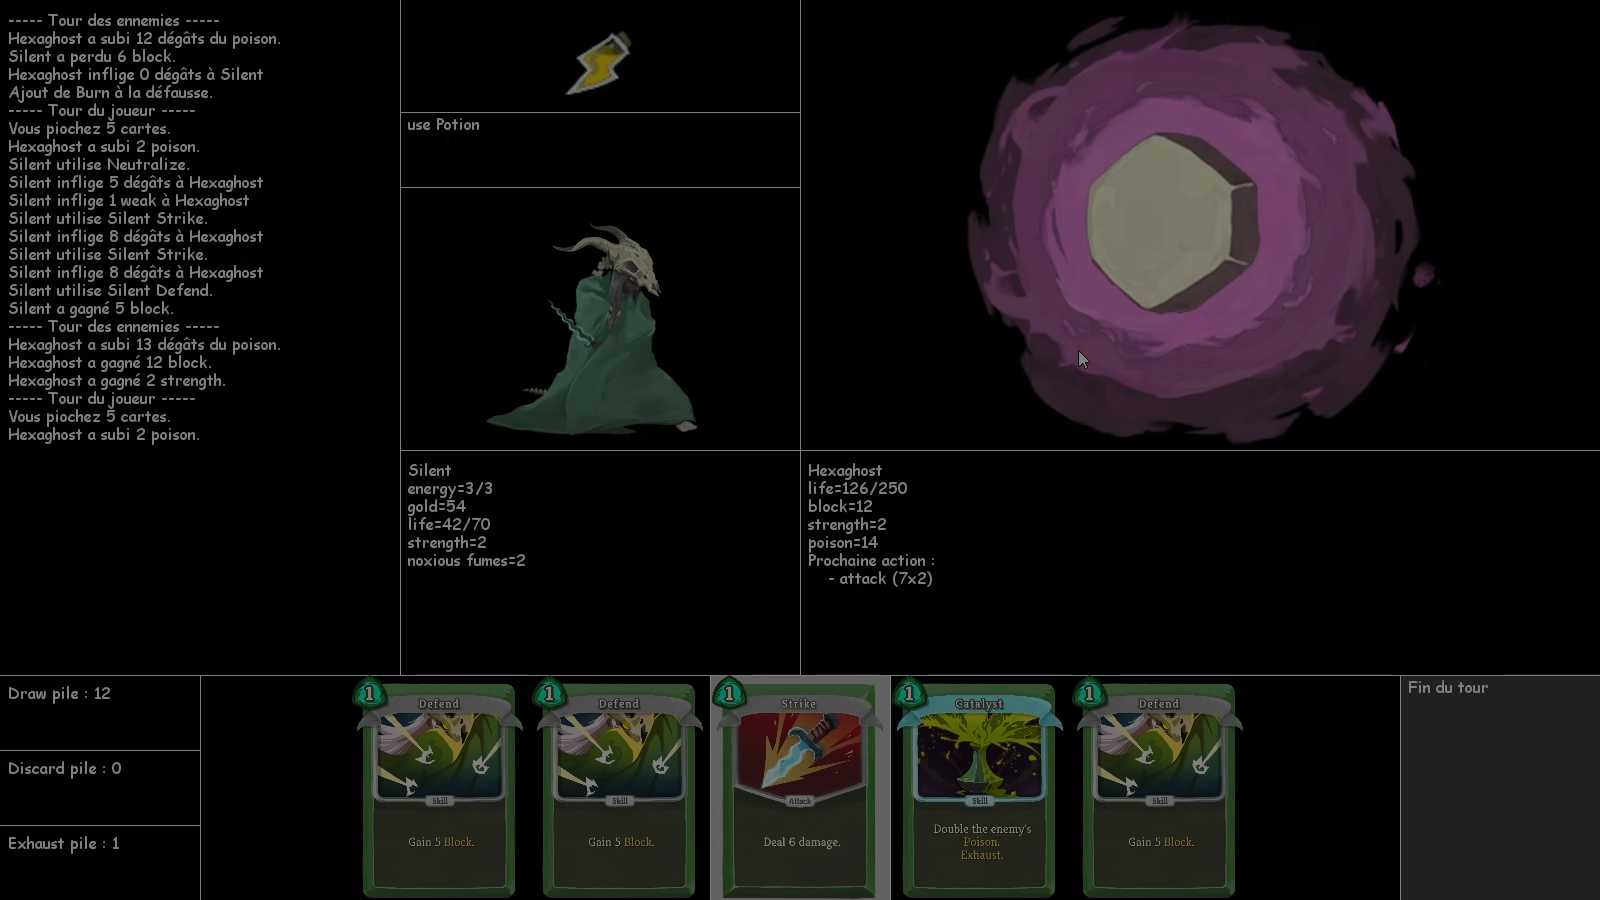 ----- Tour des ennemies -----
Hexaghost a subi 12 dégâts du poison.
Silent a perdu 6 block.
Hexaghost inflige 0 dégâts à Silent
Ajout de Burn à la défausse.
----- Tour du joueur -----
Vous piochez 5 cartes.
Hexaghost a subi 2 poison.
Silent utilise Neutralize.
Silent inflige 5 dégâts à Hexaghost
Silent inflige 1 weak à Hexaghost
Silent utilise Silent Strike.
Silent inflige 8 dégâts à Hexaghost
Silent utilise Silent Strike.
Silent inflige 8 dégâts à Hexaghost
Silent utilise Silent Defend.
Silent a gagné 5 block.
----- Tour des ennemies -----
Hexaghost a subi 13 dégâts du poison.
Hexaghost a gagné 12 block.
Hexaghost a gagné 2 strength.
----- Tour du joueur -----
Vous piochez 5 cartes.
Hexaghost a subi 2 poison.
use Potion
Silent
energy=3/3
gold=54
life=42/70
strength=2
noxious fumes=2
Hexaghost
life=126/250
block=12
strength=2
poison=14
Prochaine action :
- attack (7x2)
Draw pile : 12
Discard pile : 0
Exhaust pile : 1
1
Defend
Skill
Gain 5 Block.
1
Defend
Skill
Gain 5 Block.
1
Strike
Attack
Deal 6 damage.
1
Catalyst
Skill
Double the enemy's
Poison.
Exhaust.
1
Defend
Skill
Gain 5 Block.
Fin du tour